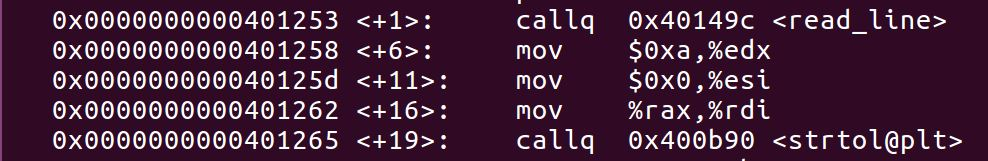 0x0000000000401253 <+1>: callq 0x40149c <read_line>
0x0000000000401258 <+6>: mov $0xa,%edx
0x000000000040125d <+11>: mov $0x0,%esi
0x0000000000401262 <+16>: mov %rax,%rdi
0x0000000000401265 <+19>: callq 0x400b90 <strtol@plt>